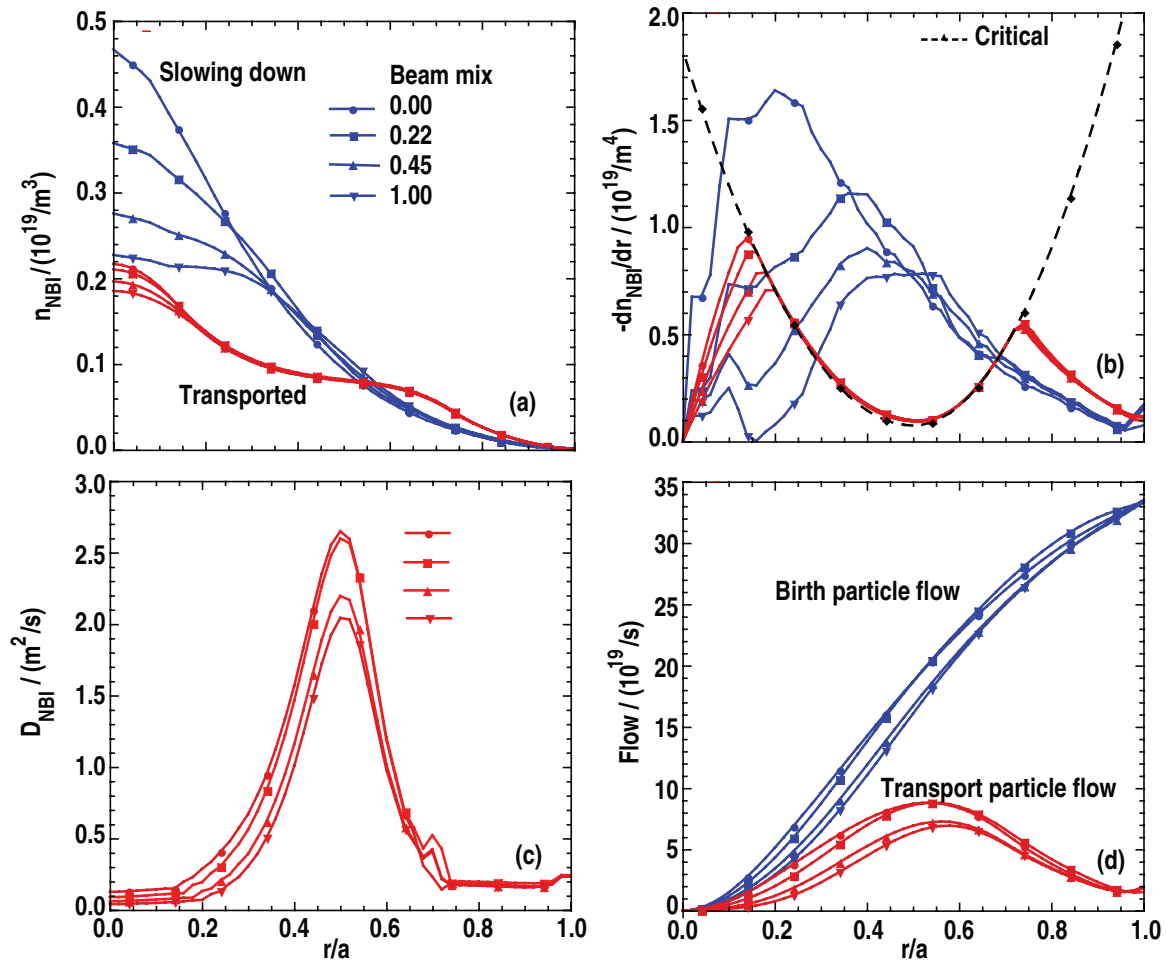 0.5
0.4
0.3
0.2
0.1
0.0
n_NBI / (10^19/m^3)
Slowing down
Beam mix
0.00
0.22
0.45
1.00
Transported
(a)
2.0
1.5
1.0
0.5
0.0
-dn_NBI/dr / (10^19/m^4)
Critical
(b)
3.0
2.5
2.0
1.5
1.0
0.5
0.0
D_NBI / (m^2/s)
(c)
0.0 0.2 0.4 0.6 0.8 1.0
r/a
35
30
25
20
15
10
5
0
Flow / (10^19/s)
Birth particle flow
Transport particle flow
(d)
0.0 0.2 0.4 0.6 0.8 1.0
r/a